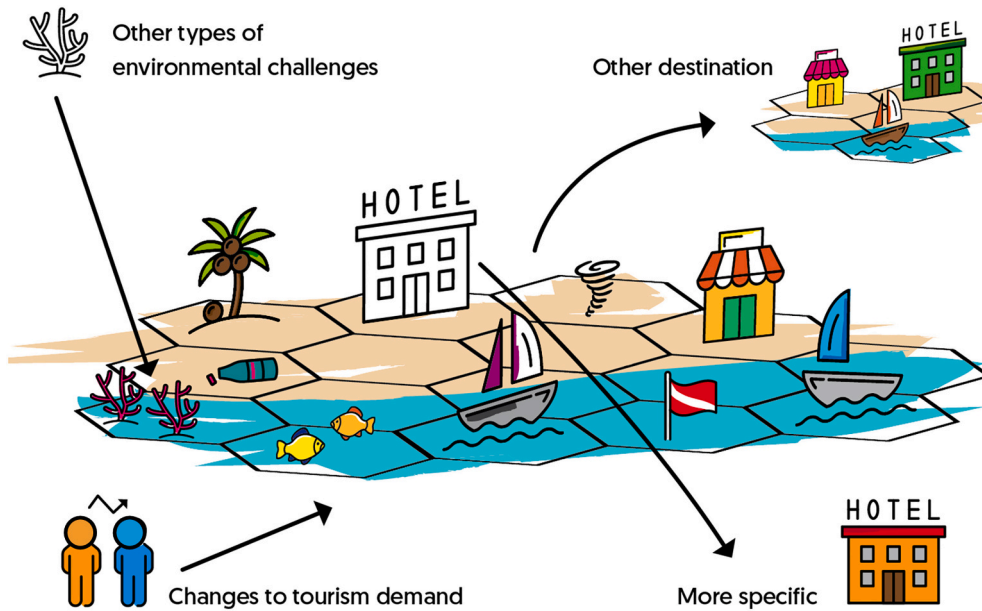 Other types of
environmental challenges
Other destination
HOTEL
HOTEL
HOTEL
Changes to tourism demand
More specific